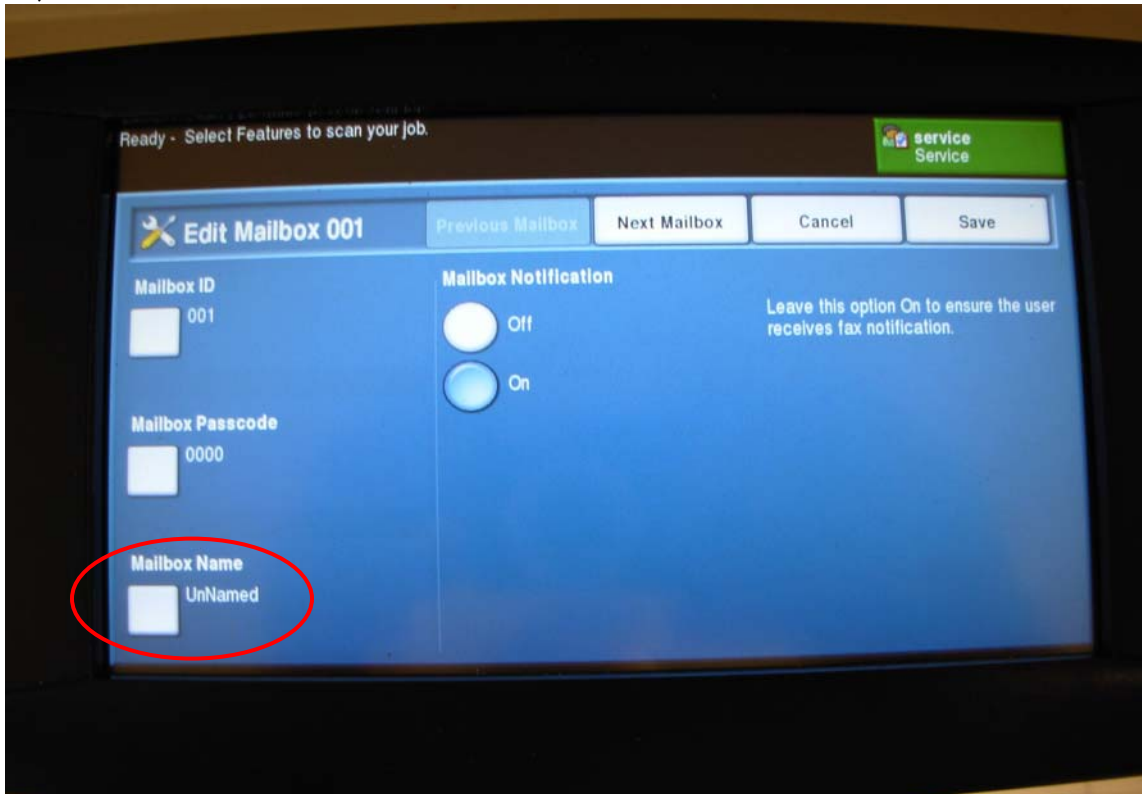 Ready - Select Features to scan your job.
service
Service
Edit Mailbox 001
Previous Mailbox
Next Mailbox
Cancel
Save
Mailbox ID
001
Mailbox Notification
Off
On
Leave this option On to ensure the user
receives fax notification.
Mailbox Passcode
0000
Mailbox Name
UnNamed